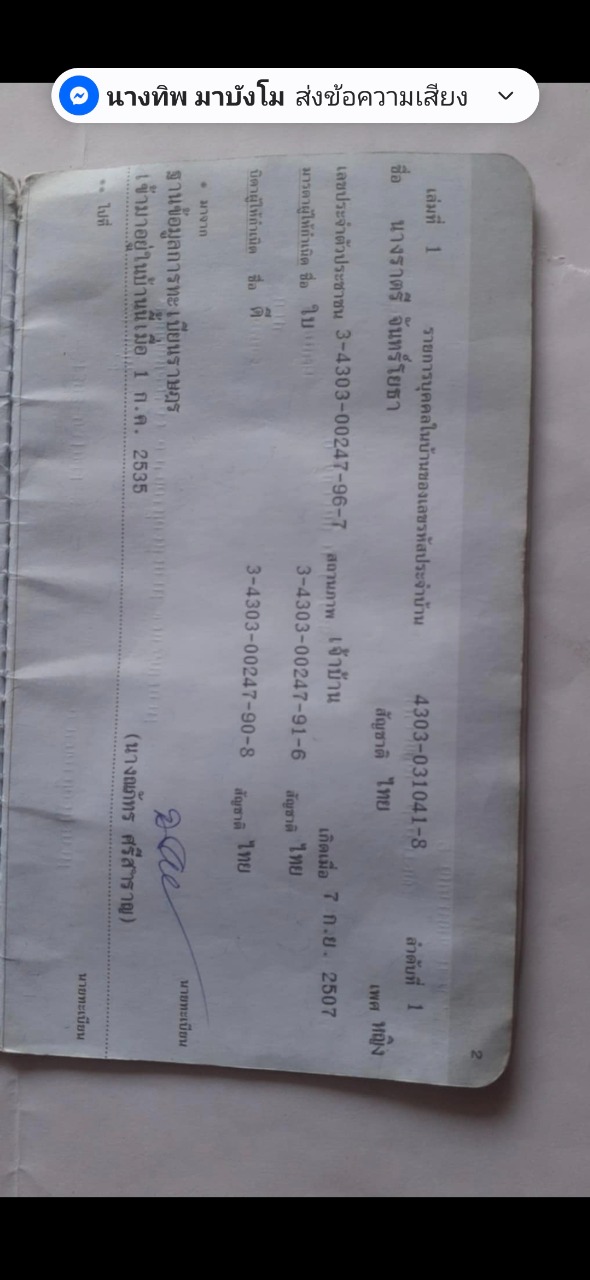 นางทิพ มาบังโม ส่งข้อความเสียง
2
เล่มที่ 1 รายการบุคคลในบ้านของเลขรหัสประจำบ้าน 4303-031041-8 ลำดับที่ 1
ชื่อ นางราตรี จันทร์โยธา สัญชาติ ไทย เพศ หญิง
เลขประจำตัวประชาชน 3-4303-00247-96-7 สถานภาพ เจ้าบ้าน เกิดเมื่อ 7 ก.ย. 2507
มารดาผู้ให้กำเนิด ชื่อ ใบ 3-4303-00247-91-6 สัญชาติ ไทย
บิดาผู้ให้กำเนิด ชื่อ ดี 3-4303-00247-90-8 สัญชาติ ไทย
* มาจาก
ฐานข้อมูลการทะเบียนราษฎร
เข้ามาอยู่ในบ้านนี้เมื่อ 1 ก.ค. 2535
นายทะเบียน
(นางณัทร ศรีสำราญ)
** ไปที่
นายทะเบียน